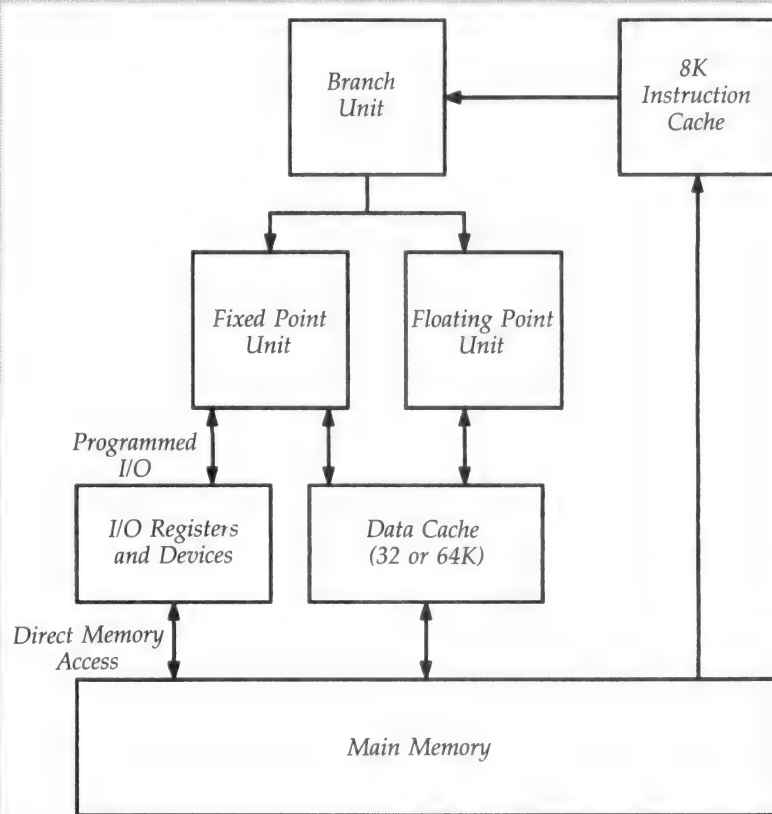 Branch
Unit
8K
Instruction
Cache
Fixed Point
Unit
Floating Point
Unit
Programmed
I/O
I/O Registers
and Devices
Data Cache
(32 or 64K)
Direct Memory
Access
Main Memory